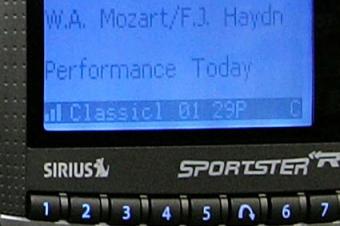 W.A. Mozart/F.J. Haydn
Performance Today
Classicl 01 29P C
SIRIUS SPORTSTER R
1 2 3 4 5 6 7